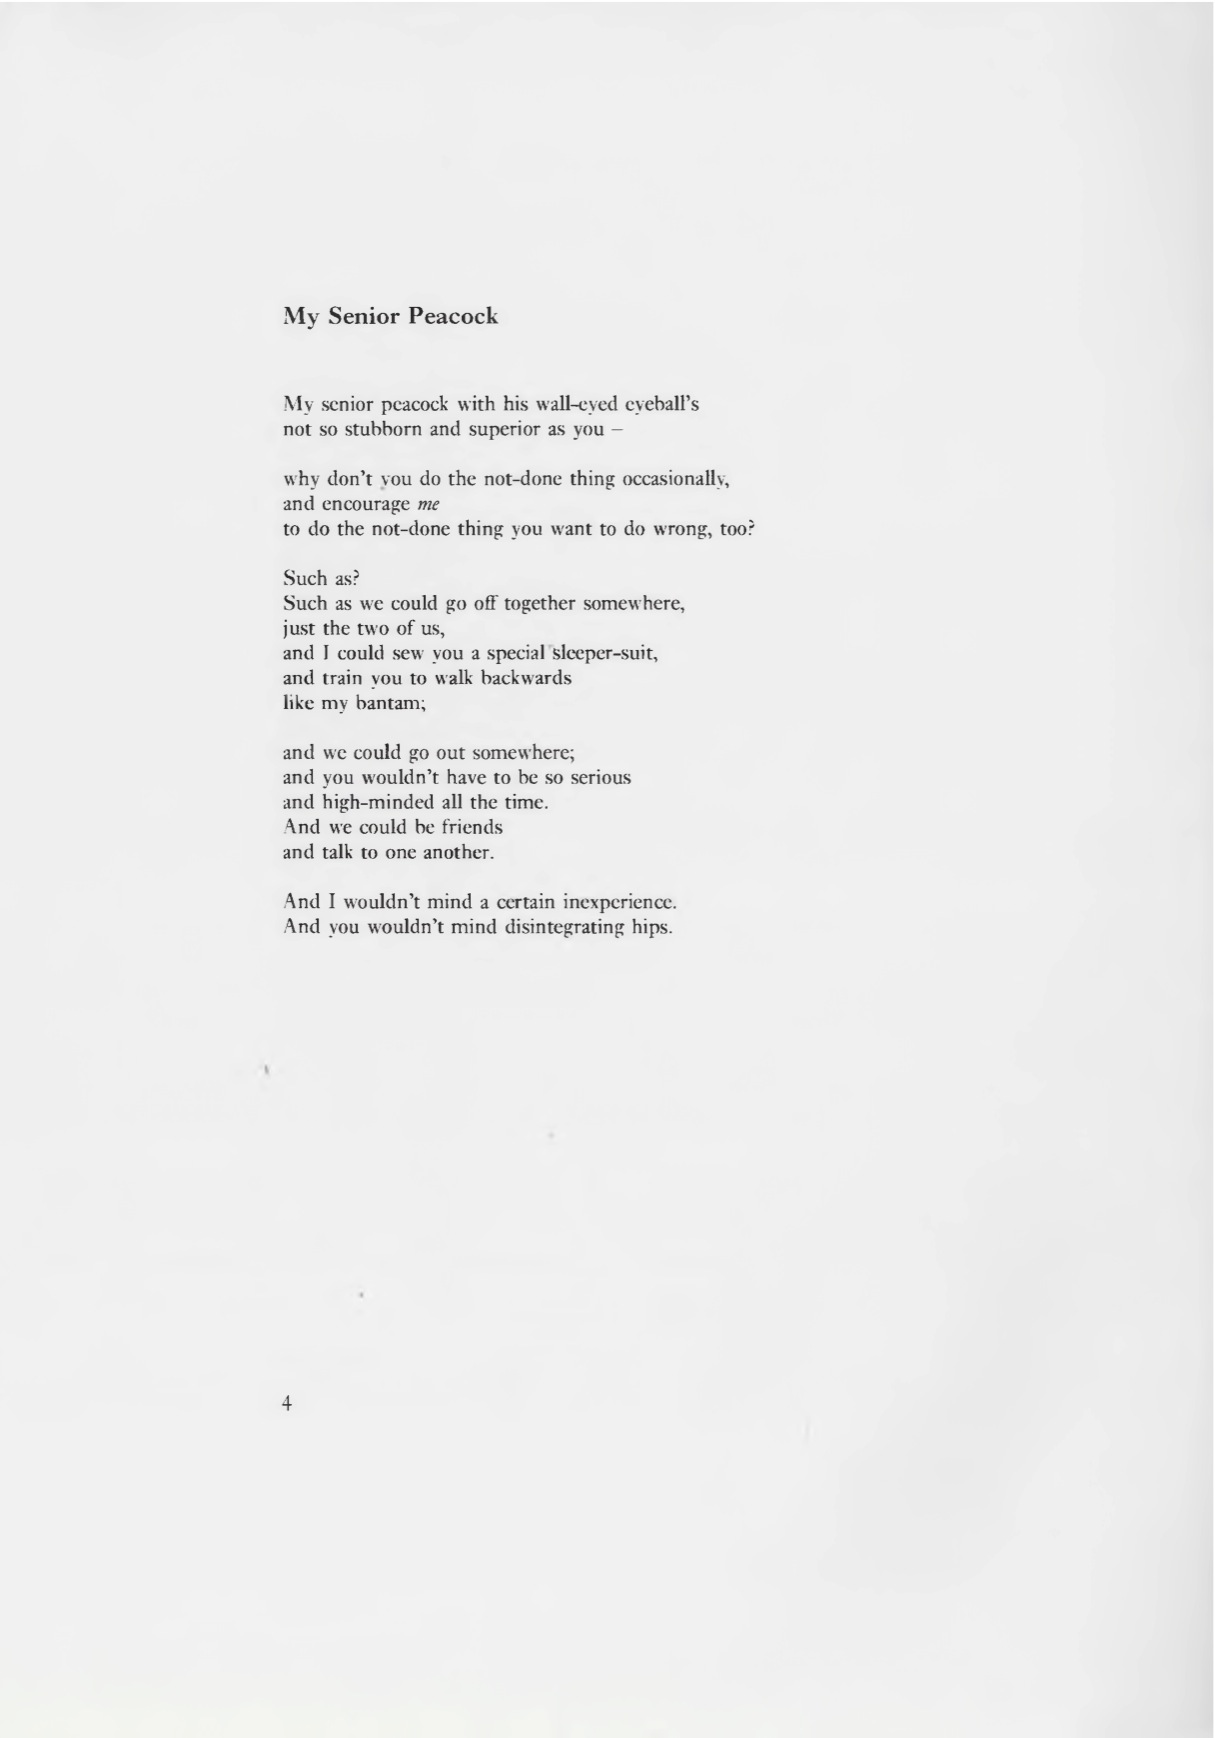 My Senior Peacock
My senior peacock with his wall-eyed eyeball's
not so stubborn and superior as you –
why don't you do the not-done thing occasionally,
and encourage me
to do the not-done thing you want to do wrong, too?
Such as?
Such as we could go off together somewhere,
just the two of us,
and I could sew you a special sleeper-suit,
and train you to walk backwards
like my bantam;
and we could go out somewhere;
and you wouldn't have to be so serious
and high-minded all the time.
And we could be friends
and talk to one another.
And I wouldn't mind a certain inexperience.
And you wouldn't mind disintegrating hips.
4